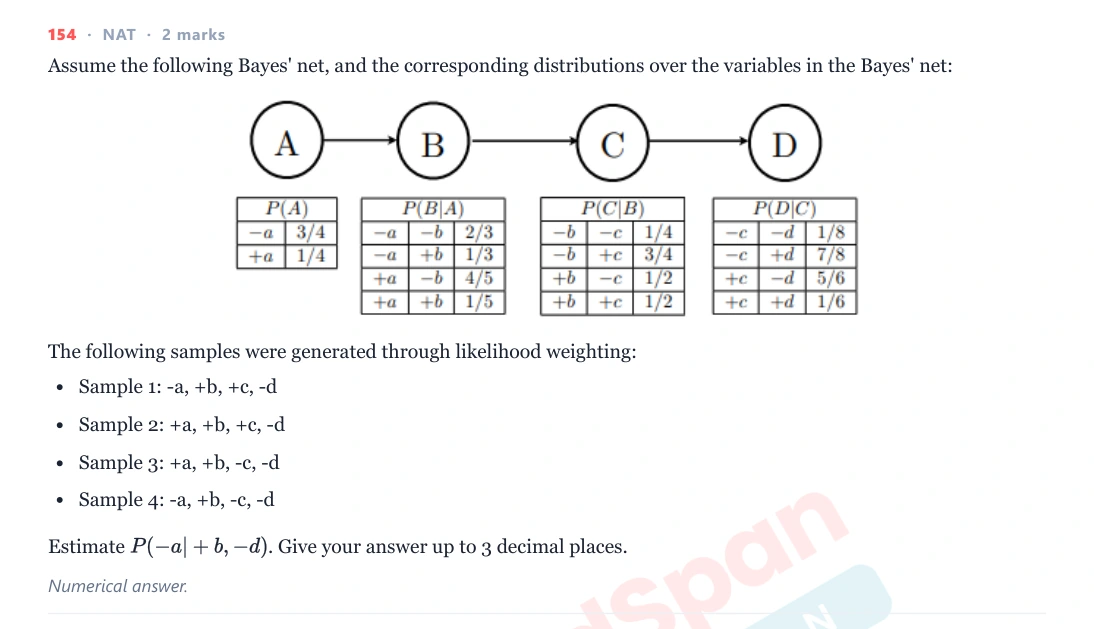 154 · NAT · 2 marks
Assume the following Bayes' net, and the corresponding distributions over the variables in the Bayes' net:
A B C D
P(A)
−a 3/4
+a 1/4
P(B|A)
−a −b 2/3
−a +b 1/3
+a −b 4/5
+a +b 1/5
P(C|B)
−b −c 1/4
−b +c 3/4
+b −c 1/2
+b +c 1/2
P(D|C)
−c −d 1/8
−c +d 7/8
+c −d 5/6
+c +d 1/6
The following samples were generated through likelihood weighting:
• Sample 1: -a, +b, +c, -d
• Sample 2: +a, +b, +c, -d
• Sample 3: +a, +b, -c, -d
• Sample 4: -a, +b, -c, -d
Estimate P(−a| + b, −d). Give your answer up to 3 decimal places.
Numerical answer.